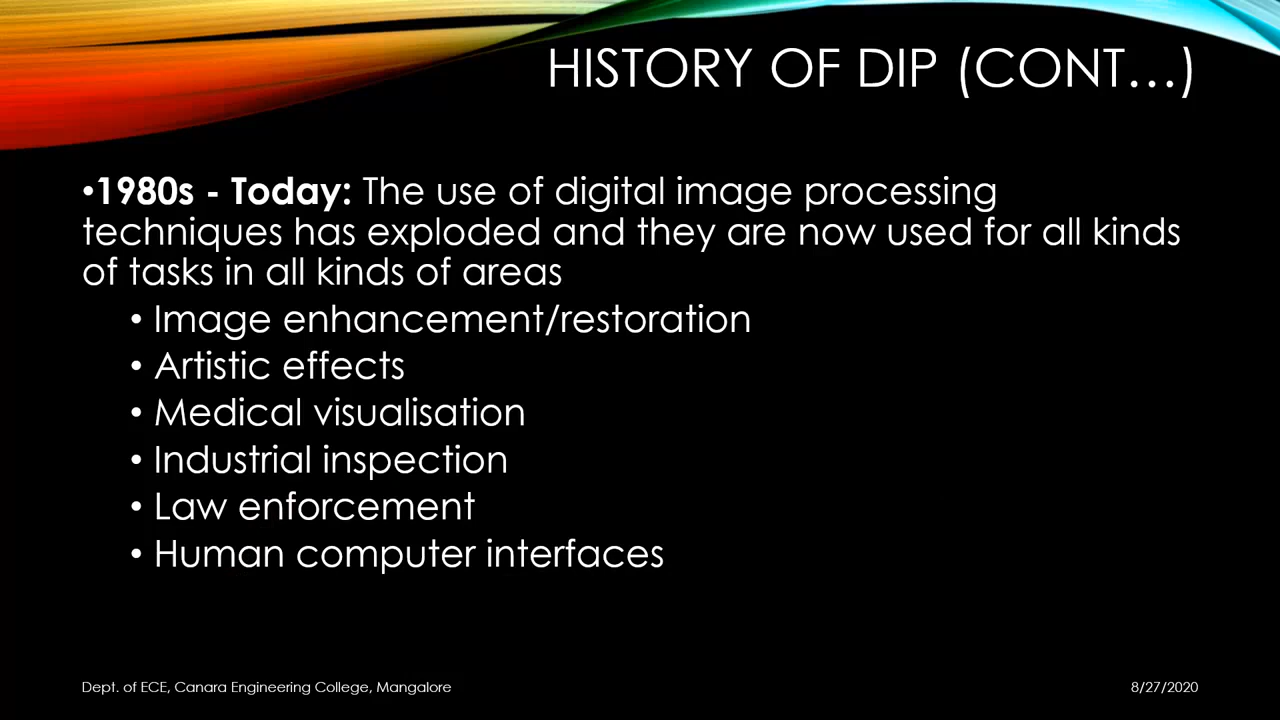 HISTORY OF DIP (CONT…)
•1980s - Today: The use of digital image processing
techniques has exploded and they are now used for all kinds
of tasks in all kinds of areas
• Image enhancement/restoration
• Artistic effects
• Medical visualisation
• Industrial inspection
• Law enforcement
• Human computer interfaces
Dept. of ECE, Canara Engineering College, Mangalore
8/27/2020